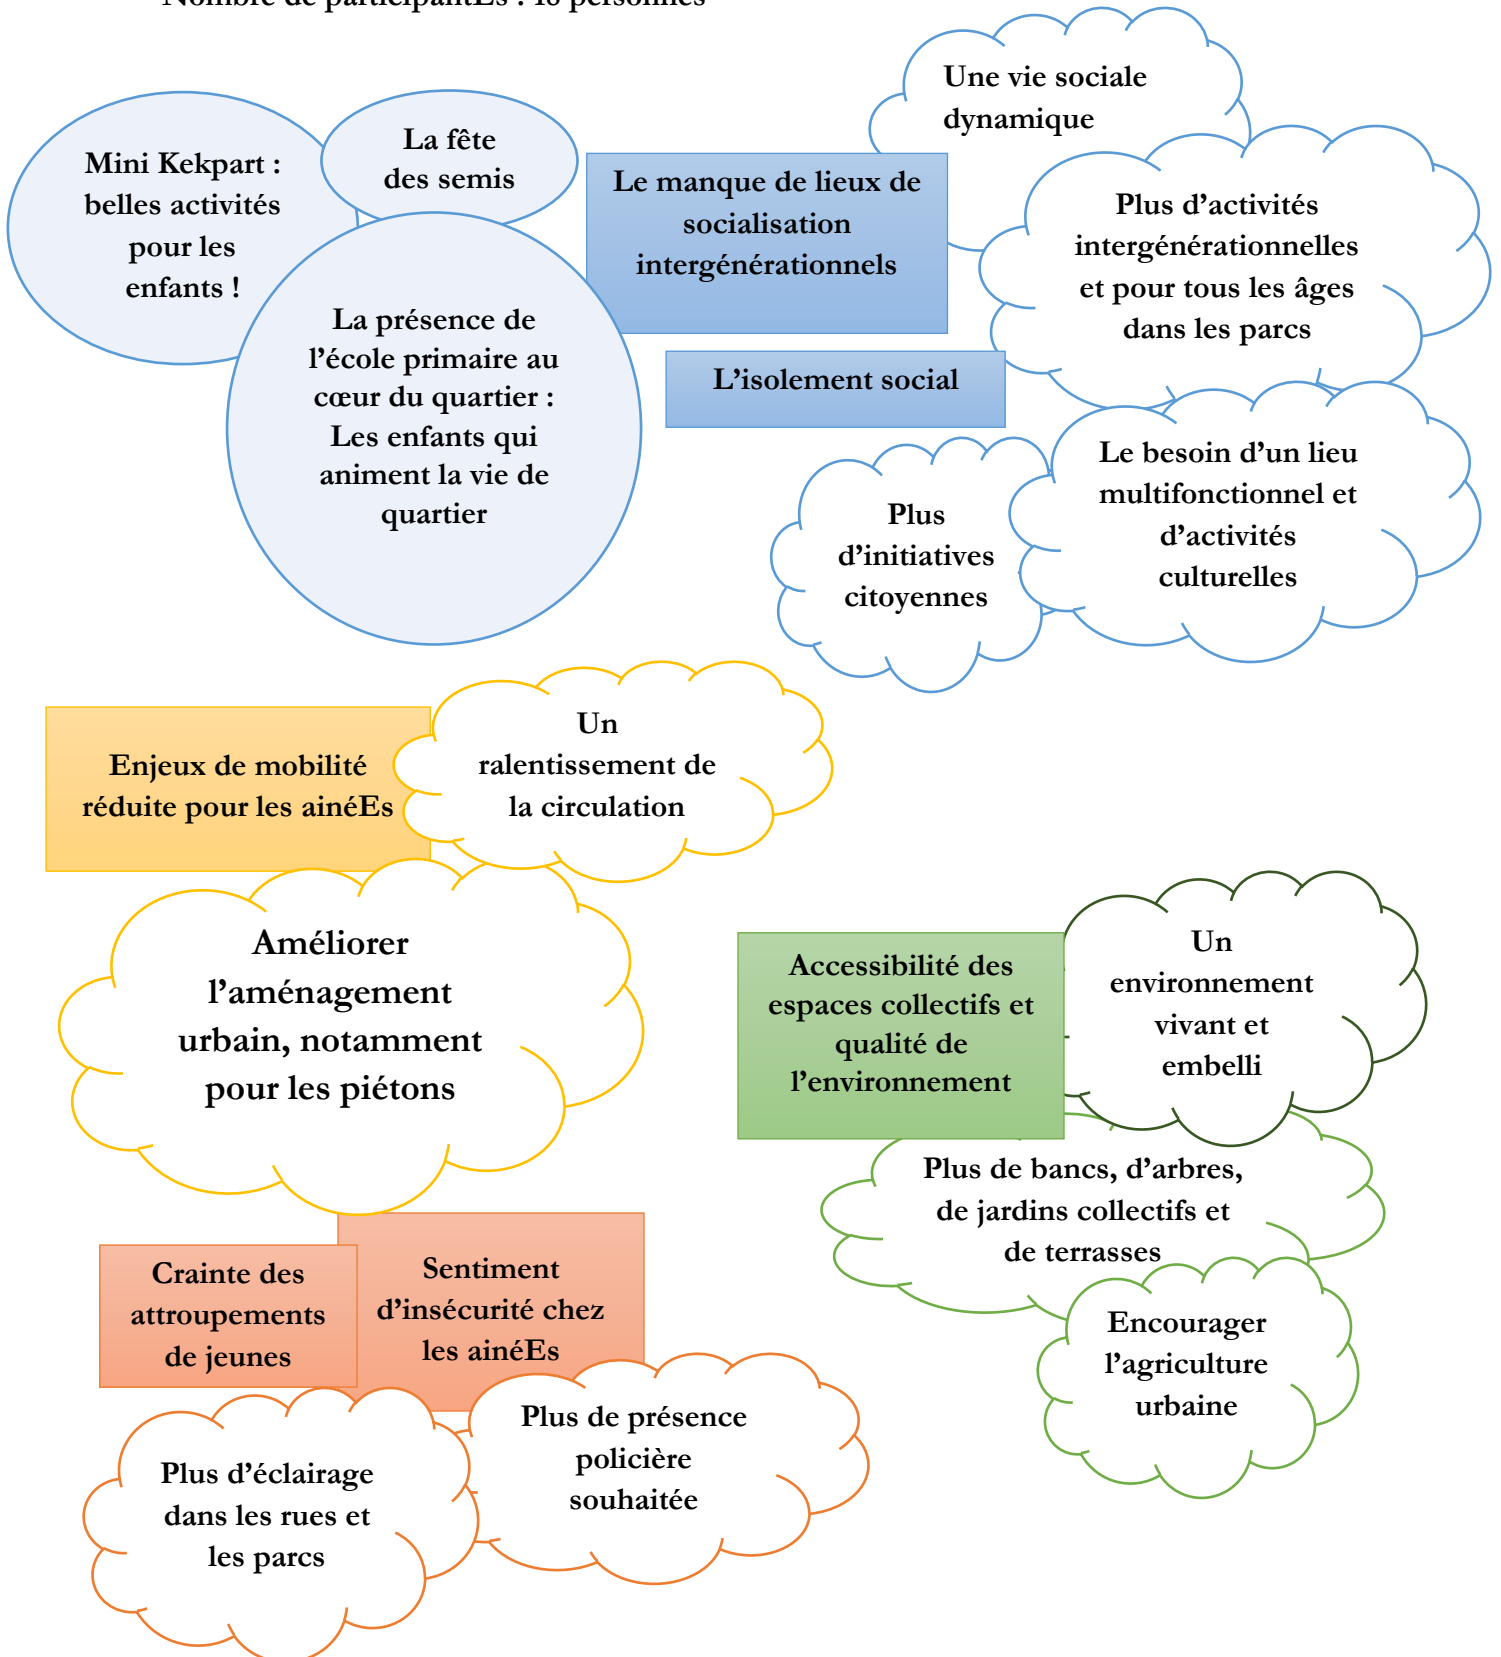 Nombre de participantEs : 18 personnes
Une vie sociale
dynamique
La fête
des semis
Mini Kekpart :
belles activités
pour les
enfants !
Le manque de lieux de
socialisation
intergénérationnels
Plus d’activités
intergénérationnelles
et pour tous les âges
dans les parcs
La présence de
l’école primaire au
cœur du quartier :
Les enfants qui
animent la vie de
quartier
L’isolement social
Le besoin d’un lieu
multifonctionnel et
d’activités
culturelles
Plus
d’initiatives
citoyennes
Un
ralentissement de
la circulation
Enjeux de mobilité
réduite pour les ainéEs
Améliorer
l’aménagement
urbain, notamment
pour les piétons
Accessibilité des
espaces collectifs et
qualité de
l’environnement
Un
environnement
vivant et
embelli
Plus de bancs, d’arbres,
de jardins collectifs et
de terrasses
Crainte des
attroupements
de jeunes
Sentiment
d’insécurité chez
les ainéEs
Encourager
l’agriculture
urbaine
Plus de présence
policière
souhaitée
Plus d’éclairage
dans les rues et
les parcs